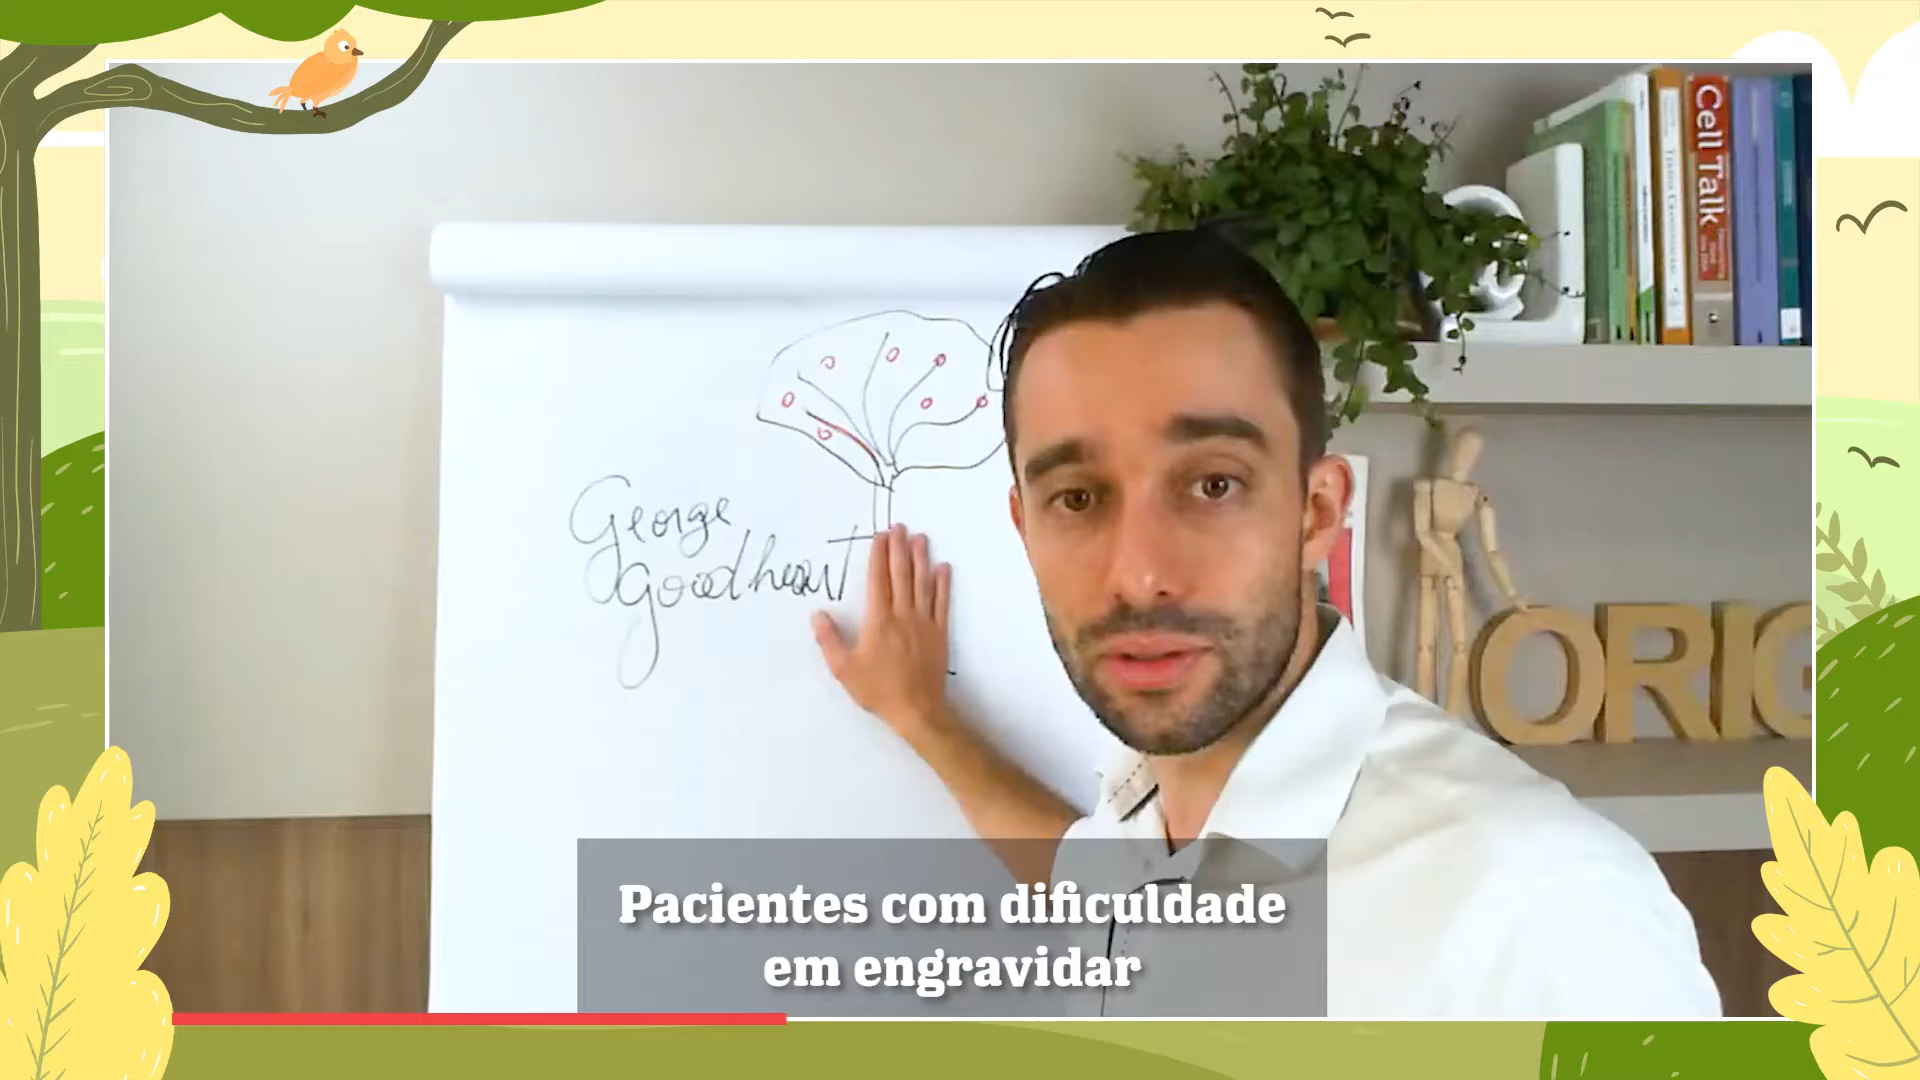 Cell Talk
George
Goodheart
ORIG
Pacientes com dificuldade
em engravidar